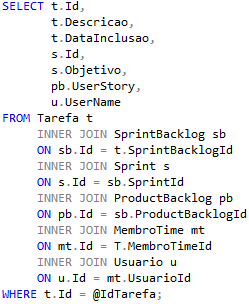 SELECT t.Id,
t.Descricao,
t.DataInclusao,
s.Id,
s.Objetivo,
pb.UserStory,
u.UserName
FROM Tarefa t
INNER JOIN SprintBacklog sb
ON sb.Id = t.SprintBacklogId
INNER JOIN Sprint s
ON s.Id = sb.SprintId
INNER JOIN ProductBacklog pb
ON pb.Id = sb.ProductBacklogId
INNER JOIN MembroTime mt
ON mt.Id = T.MembroTimeId
INNER JOIN Usuario u
ON u.Id = mt.UsuarioId
WHERE t.Id = @IdTarefa;